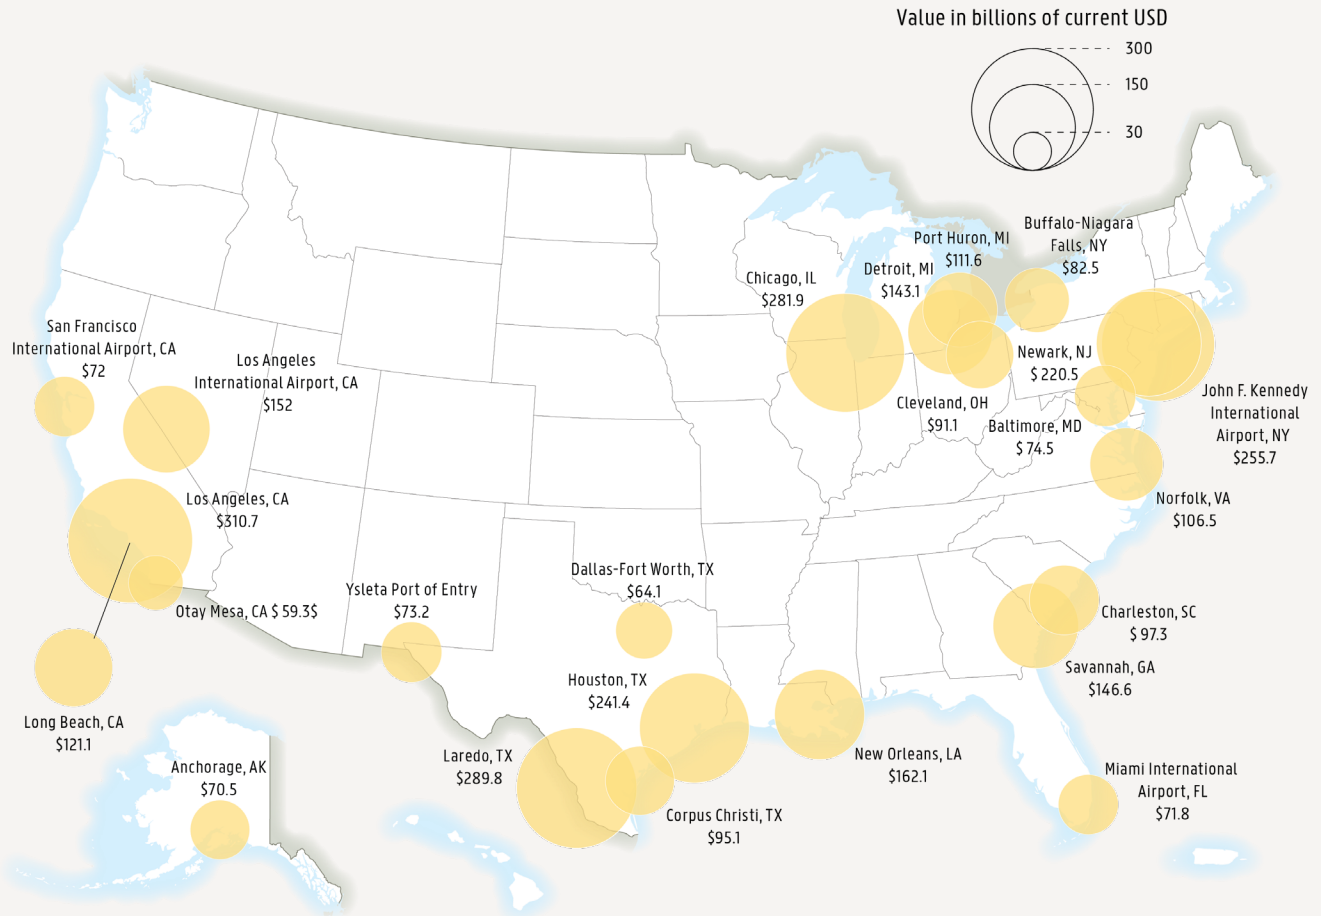 Value in billions of current USD
300
150
30
Buffalo-Niagara
Falls, NY
$82.5
Port Huron, MI
$111.6
Detroit, MI
$143.1
Chicago, IL
$281.9
San Francisco
International Airport, CA
$72
Los Angeles
International Airport, CA
$152
Newark, NJ
$ 220.5
John F. Kennedy
International
Airport, NY
$255.7
Cleveland, OH
$91.1
Baltimore, MD
$ 74.5
Norfolk, VA
$106.5
Los Angeles, CA
$310.7
Otay Mesa, CA $ 59.3$
Ysleta Port of Entry
$73.2
Dallas-Fort Worth, TX
$64.1
Charleston, SC
$ 97.3
Savannah, GA
$146.6
Houston, TX
$241.4
Long Beach, CA
$121.1
Laredo, TX
$289.8
New Orleans, LA
$162.1
Anchorage, AK
$70.5
Miami International
Airport, FL
$71.8
Corpus Christi, TX
$95.1